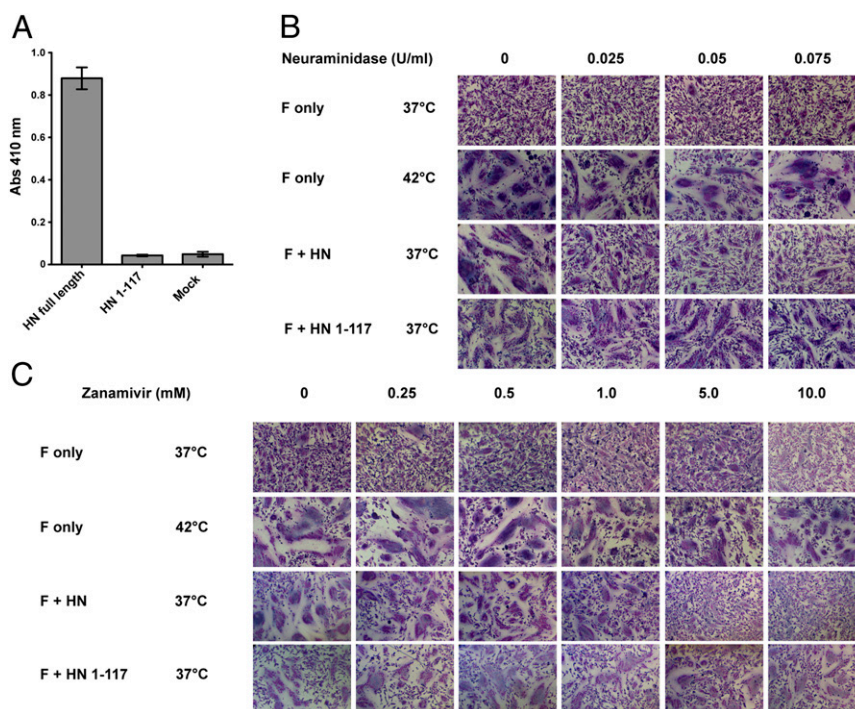 A
1.0
0.8
0.6
0.4
0.2
0
Abs 410 nm
HN full length
HN 1-117
Mock
B
Neuraminidase (U/ml) 0 0.025 0.05 0.075
F only 37°C
F only 42°C
F + HN 37°C
F + HN 1-117 37°C
C
Zanamivir (mM) 0 0.25 0.5 1.0 5.0 10.0
F only 37°C
F only 42°C
F + HN 37°C
F + HN 1-117 37°C